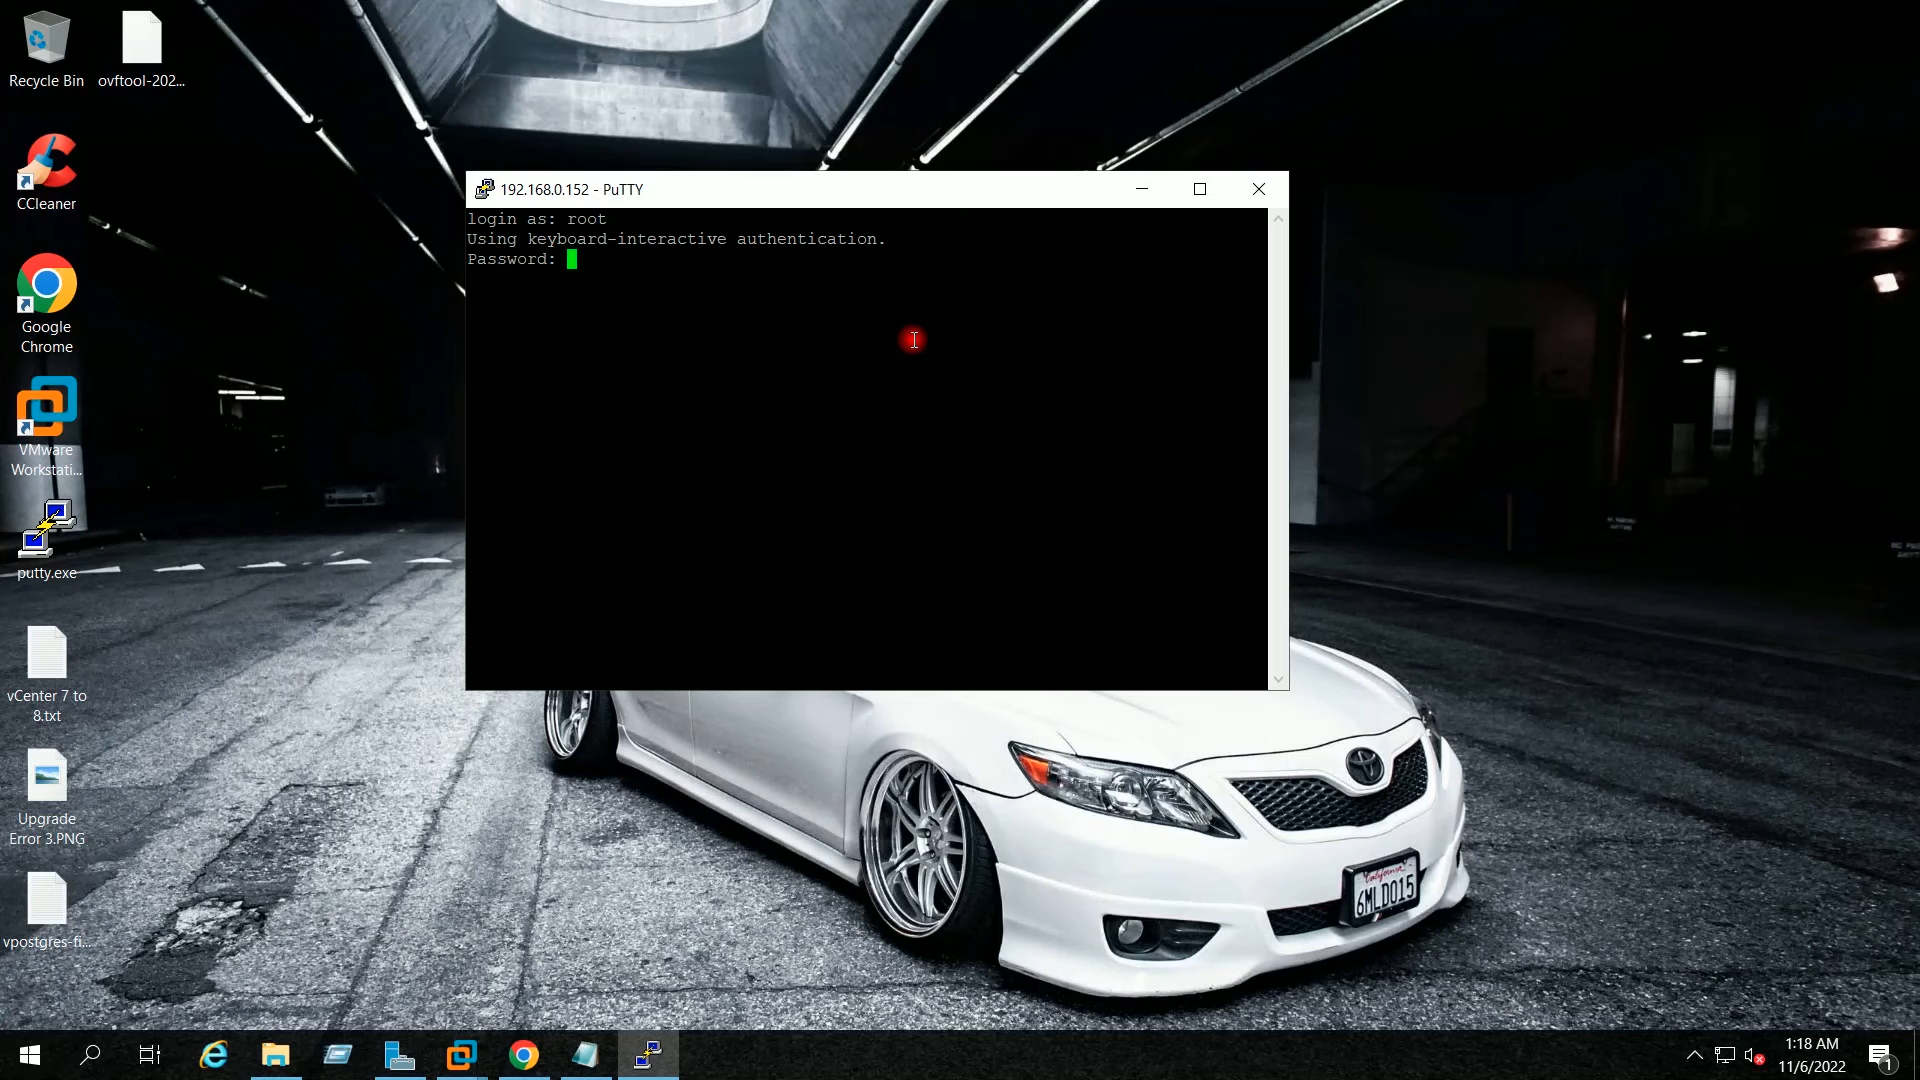 Recycle Bin
ovftool-202...
CCleaner
Google
Chrome
VMware
Workstati...
putty.exe
vCenter 7 to
8.txt
Upgrade
Error 3.PNG
vpostgres-fi...
192.168.0.152 - PuTTY
login as: root
Using keyboard-interactive authentication.
Password:
California
6MLD015
1:18 AM
11/6/2022
1